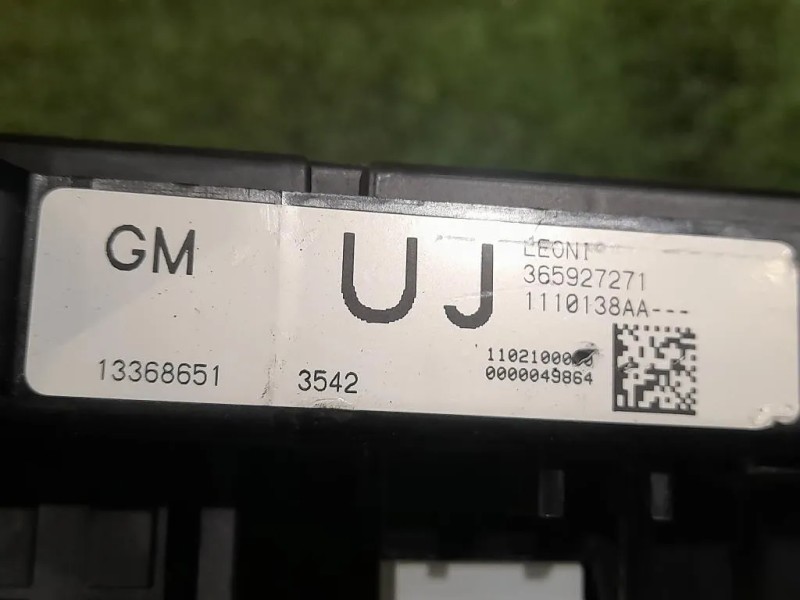 GM
UJ
LEONI
365927271
1110138AA---
13368651
3542
0000049864